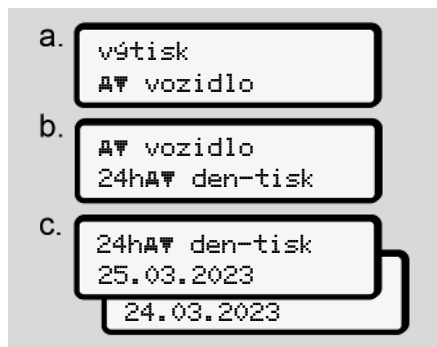 a.
výtisk
vozidlo
b.
vozidlo
24h den-tisk
c.
24h den-tisk
25.03.2023
24.03.2023